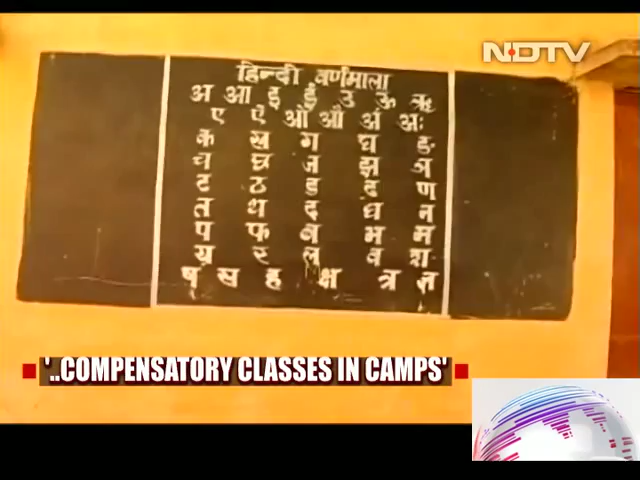 NDTV
हिन्दी वर्णमाला
अ आ इ ई उ ऊ ऋ
ए ऐ ओ औ अं अः
क ख ग घ ङ
च छ ज झ ञ
ट ठ ड ढ ण
त थ द ध न
प फ ब भ म
य र ल व श
ष स ह क्ष त्र ज्ञ
'..COMPENSATORY CLASSES IN CAMPS'